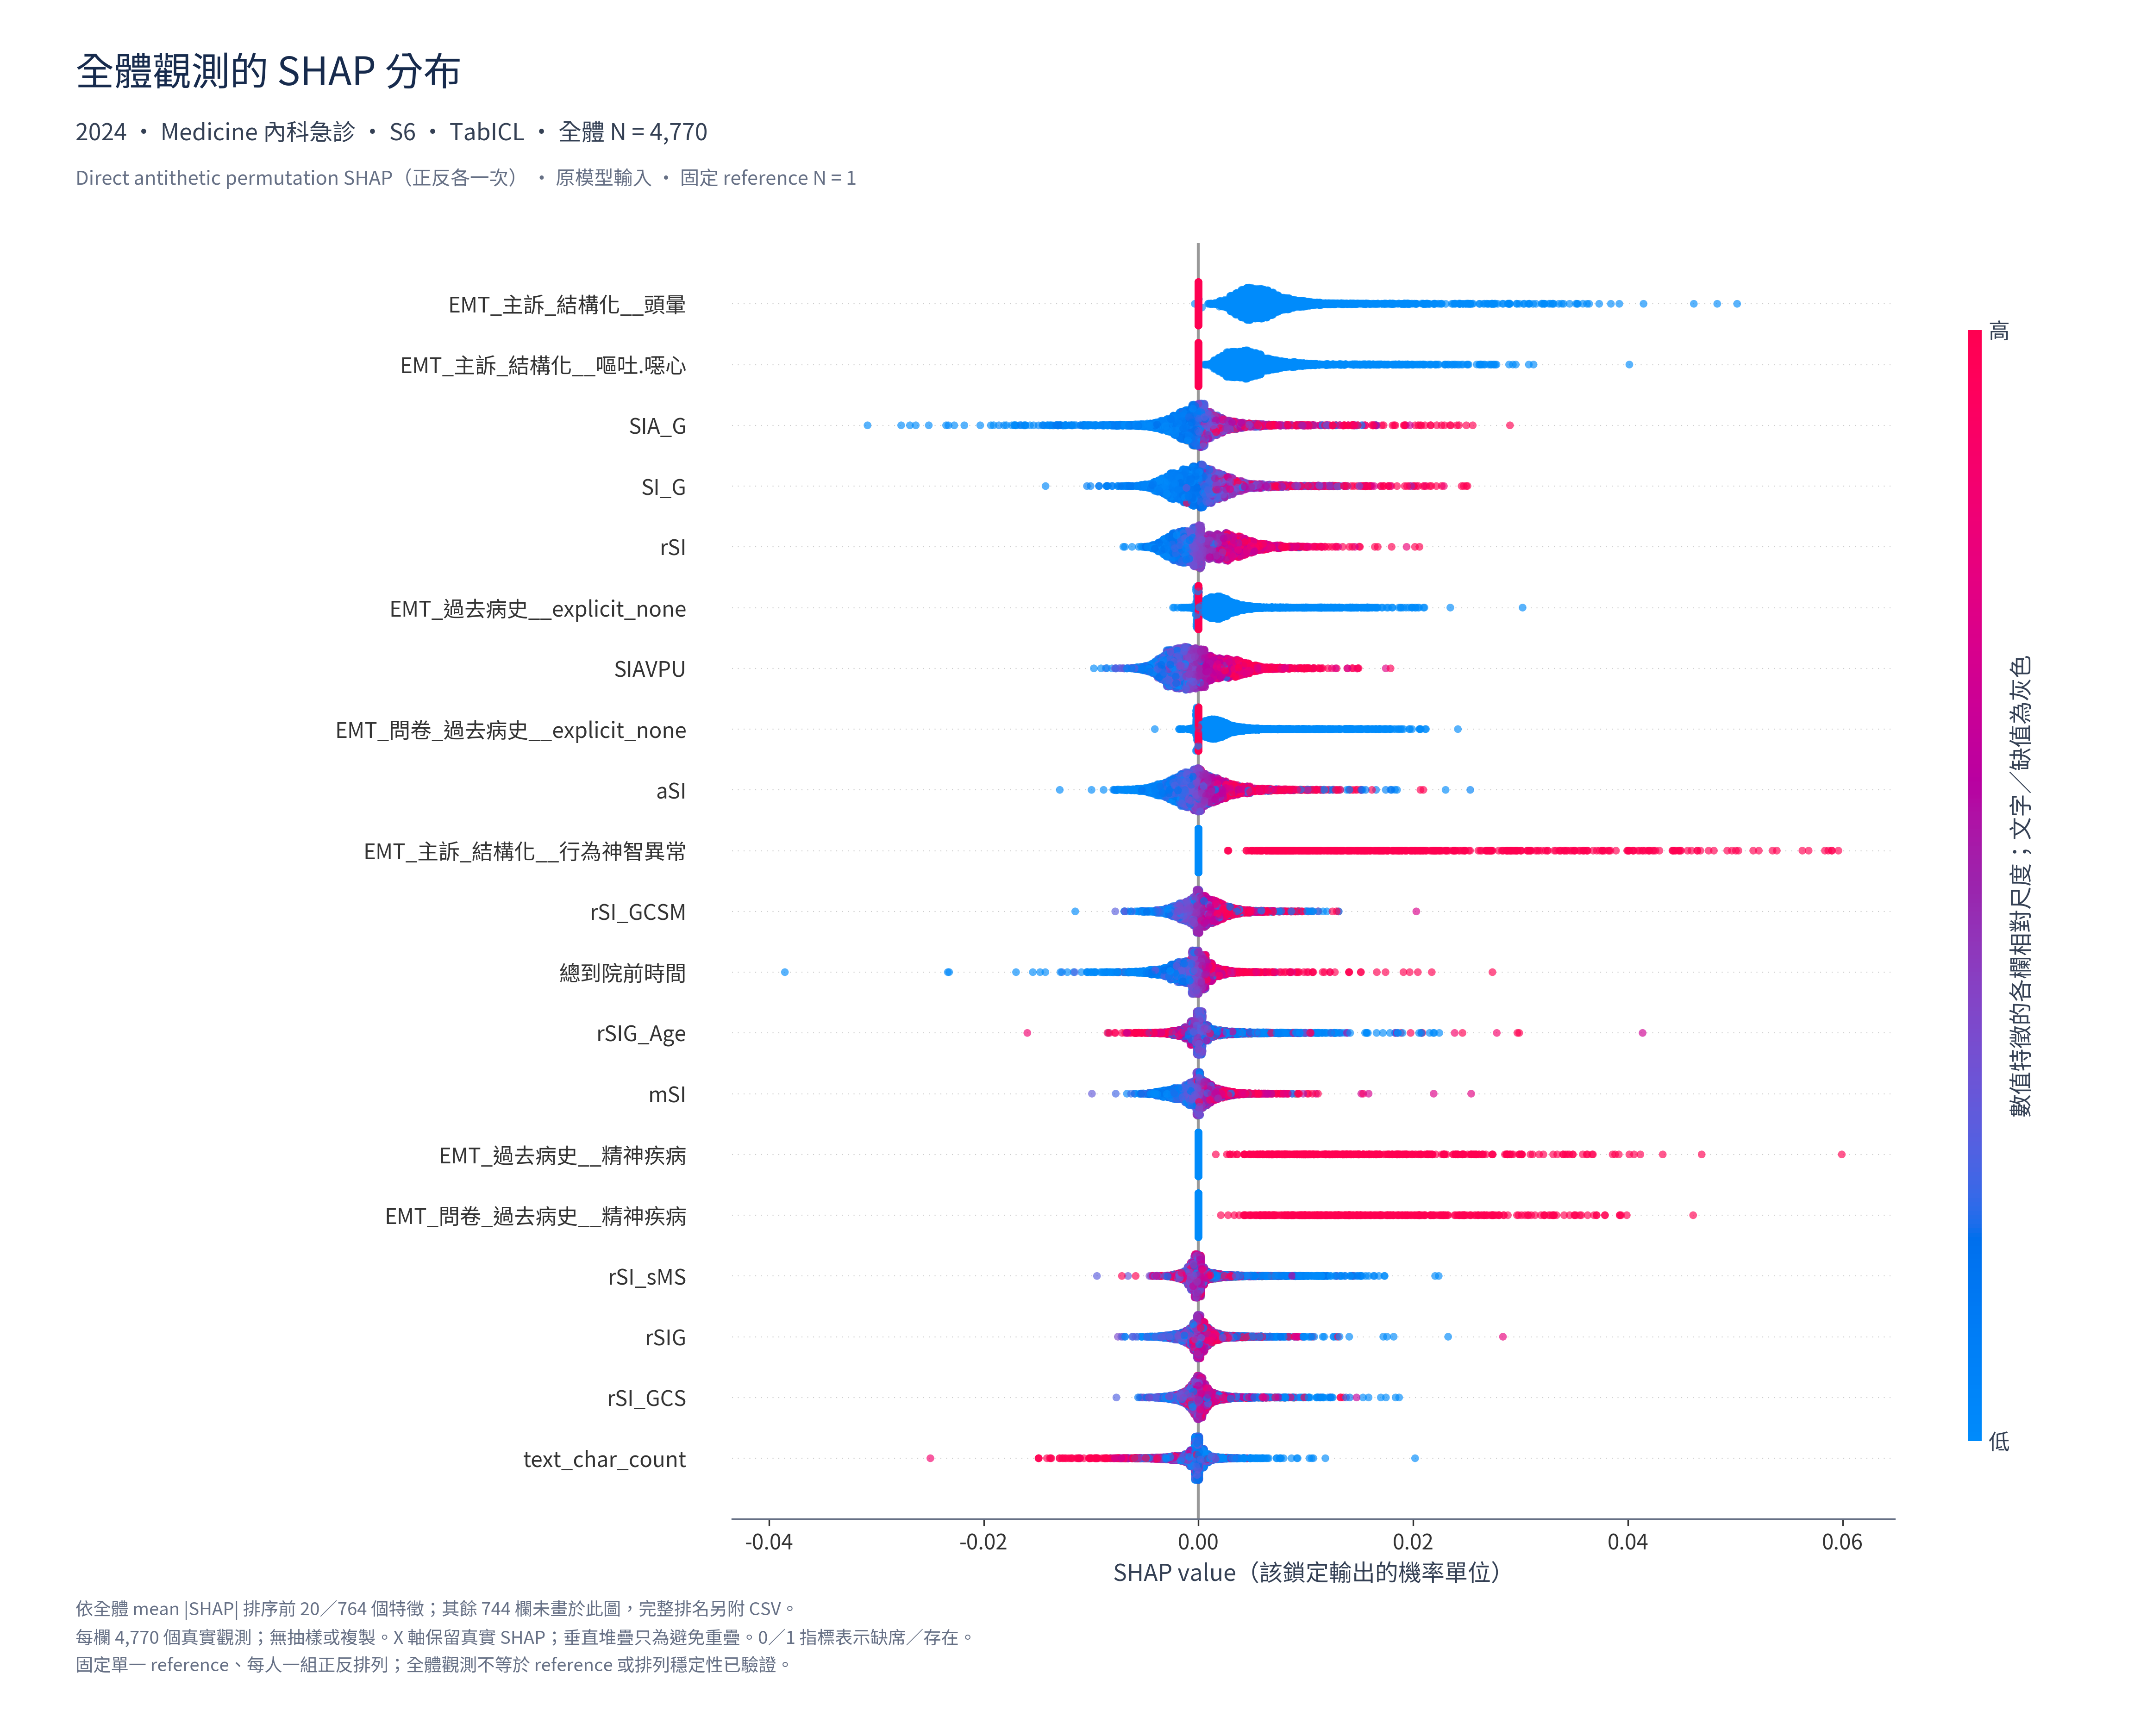 全體觀測的 SHAP 分布
2024 • Medicine 內科急診 • S6 • TabICL • 全體 N = 4,770
Direct antithetic permutation SHAP（正反各一次） • 原模型輸入 • 固定 reference N = 1
EMT_主訴_結構化__頭暈
EMT_主訴_結構化__嘔吐.噁心
SIA_G
SI_G
rSI
EMT_過去病史__explicit_none
SIAVPU
EMT_問卷_過去病史__explicit_none
aSI
EMT_主訴_結構化__行為神智異常
rSI_GCSM
總到院前時間
rSIG_Age
mSI
EMT_過去病史__精神疾病
EMT_問卷_過去病史__精神疾病
rSI_sMS
rSIG
rSI_GCS
text_char_count
高
數值特徵的各欄相對尺度；文字／缺值為灰色
低
-0.04 -0.02 0.00 0.02 0.04 0.06
SHAP value（該鎖定輸出的機率單位）
依全體 mean |SHAP| 排序前 20／764 個特徵；其餘 744 欄未畫於此圖，完整排名另附 CSV。
每欄 4,770 個真實觀測；無抽樣或複製。X 軸保留真實 SHAP；垂直堆疊只為避免重疊。0／1 指標表示缺席／存在。
固定單一 reference、每人一組正反排列；全體觀測不等於 reference 或排列穩定性已驗證。